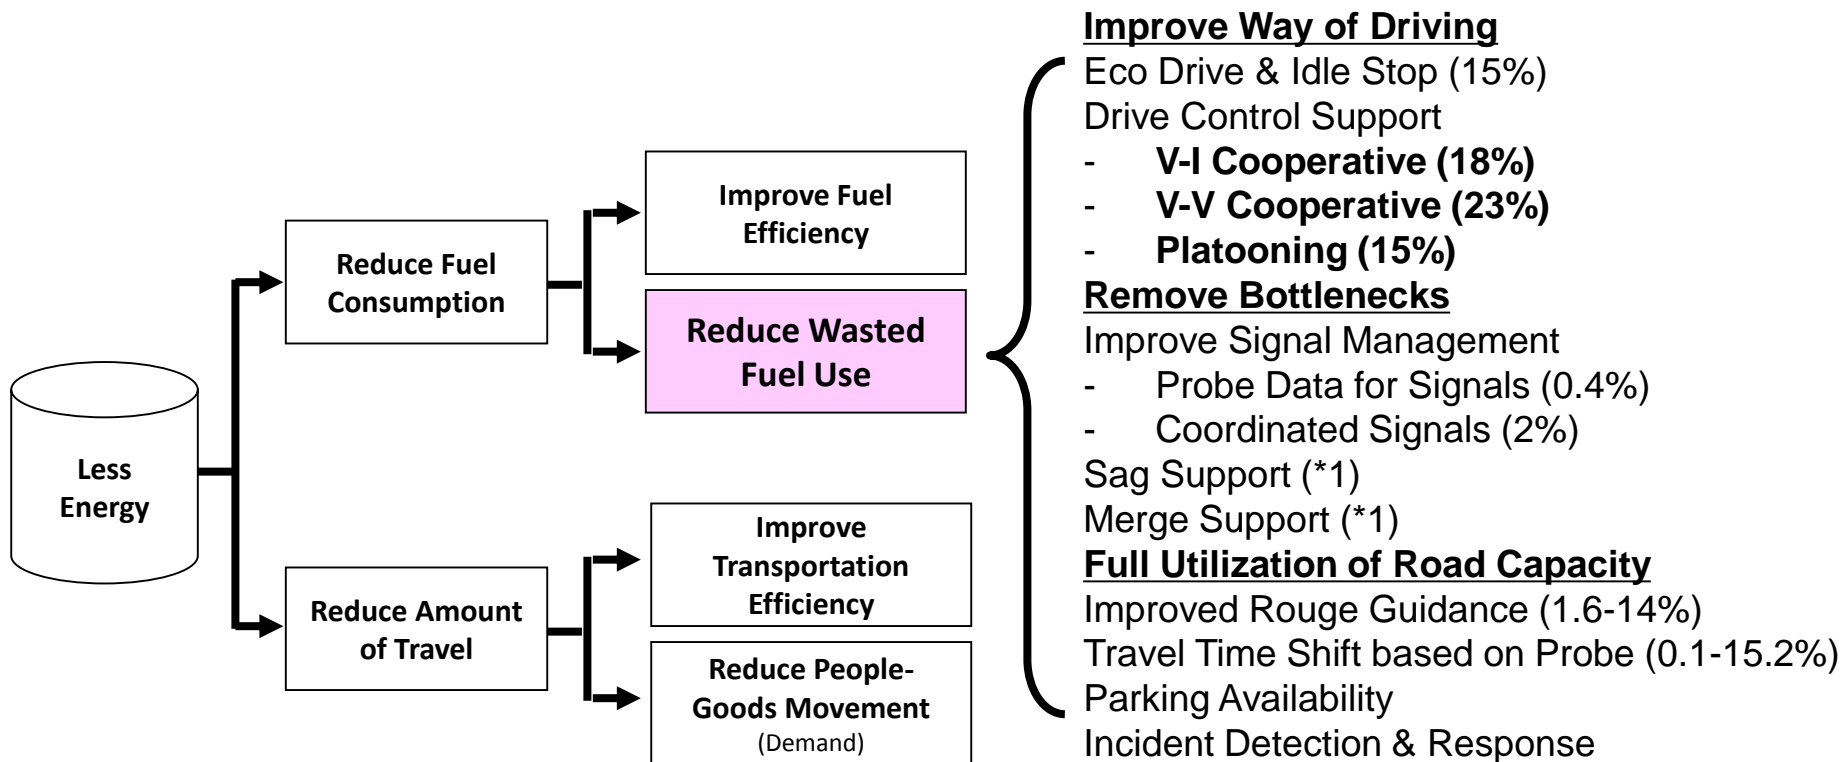 Less
Energy
Reduce Fuel
Consumption
Reduce Amount
of Travel
Improve Fuel
Efficiency
Reduce Wasted
Fuel Use
Improve
Transportation
Efficiency
Reduce People-
Goods Movement
(Demand)
Improve Way of Driving
Eco Drive & Idle Stop (15%)
Drive Control Support
- V-I Cooperative (18%)
- V-V Cooperative (23%)
- Platooning (15%)
Remove Bottlenecks
Improve Signal Management
- Probe Data for Signals (0.4%)
- Coordinated Signals (2%)
Sag Support (*1)
Merge Support (*1)
Full Utilization of Road Capacity
Improved Rouge Guidance (1.6-14%)
Travel Time Shift based on Probe (0.1-15.2%)
Parking Availability
Incident Detection & Response